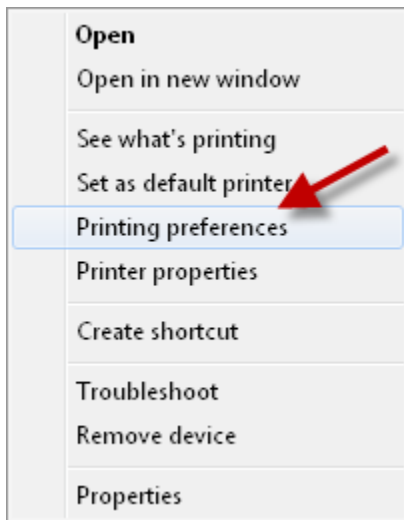 Open
Open in new window
See what's printing
Set as default printer
Printing preferences
Printer properties
Create shortcut
Troubleshoot
Remove device
Properties